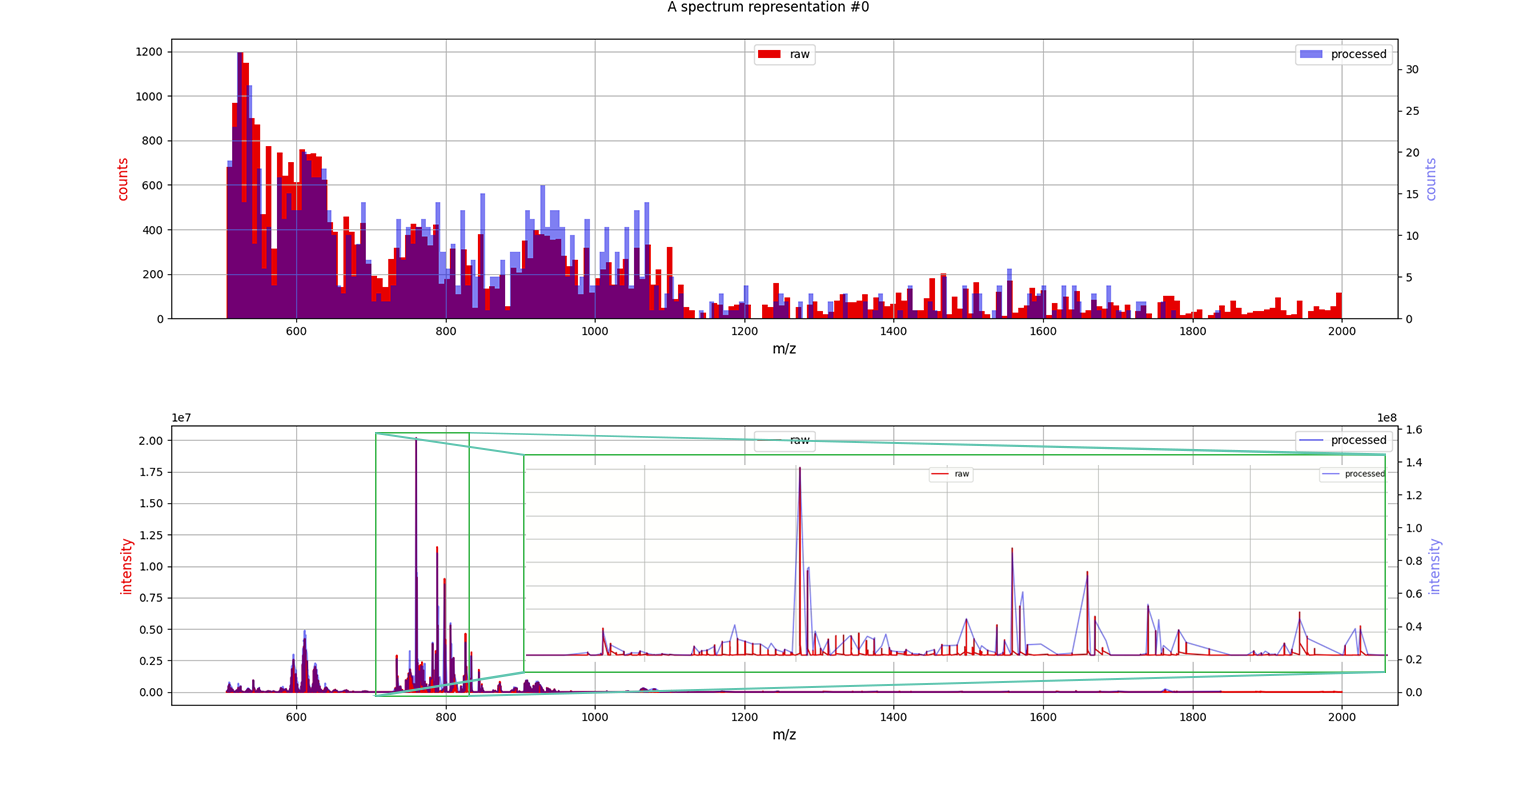 A spectrum representation #0
raw
processed
1200
1000
800
600
400
200
0
counts
30
25
20
15
10
5
0
counts
600 800 1000 1200 1400 1600 1800 2000
m/z
1e7
1e8
raw
processed
2.00
1.75
1.50
1.25
1.00
0.75
0.50
0.25
0.00
intensity
raw
processed
1.6
1.4
1.2
1.0
0.8
0.6
0.4
0.2
0.0
intensity
600 800 1000 1200 1400 1600 1800 2000
m/z